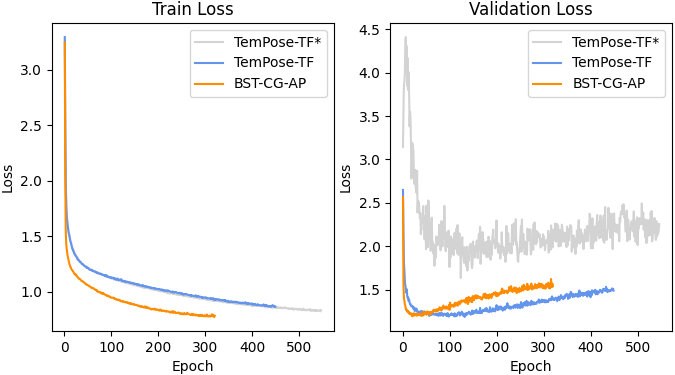 Train Loss
TemPose-TF*
TemPose-TF
BST-CG-AP
3.0
2.5
2.0
1.5
1.0
Loss
0
100
200
300
400
500
Epoch
Validation Loss
TemPose-TF*
TemPose-TF
BST-CG-AP
4.5
4.0
3.5
3.0
2.5
2.0
1.5
Loss
0
100
200
300
400
500
Epoch